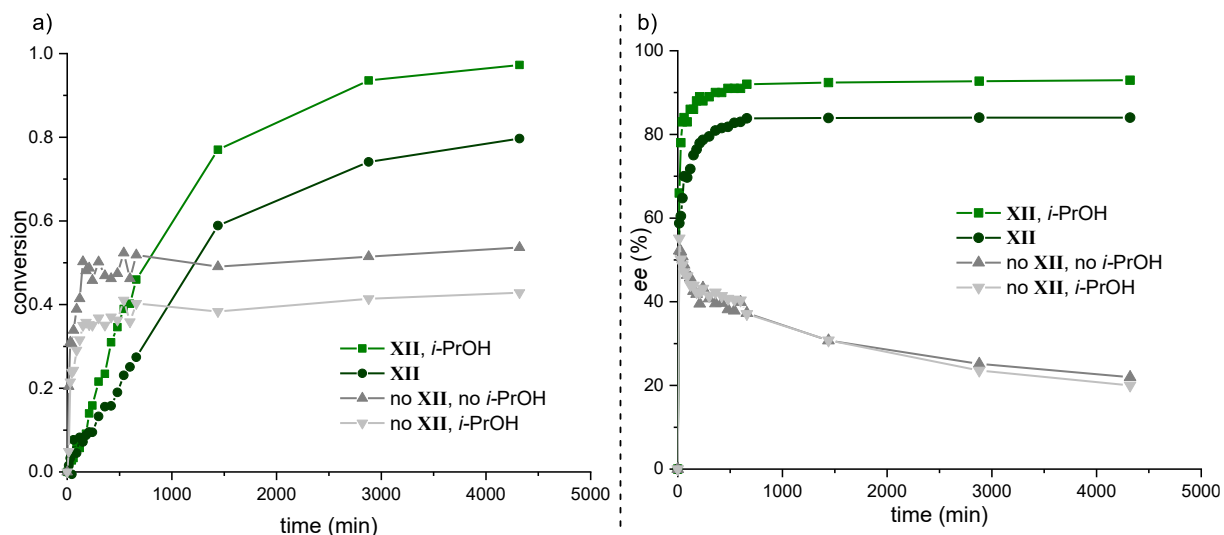 a)
1.0
0.8
0.6
0.4
0.2
0.0
conversion
XII, i-PrOH
XII
no XII, no i-PrOH
no XII, i-PrOH
0
1000
2000
3000
4000
5000
time (min)
b)
100
80
60
40
20
0
ee (%)
XII, i-PrOH
XII
no XII, no i-PrOH
no XII, i-PrOH
0
1000
2000
3000
4000
5000
time (min)